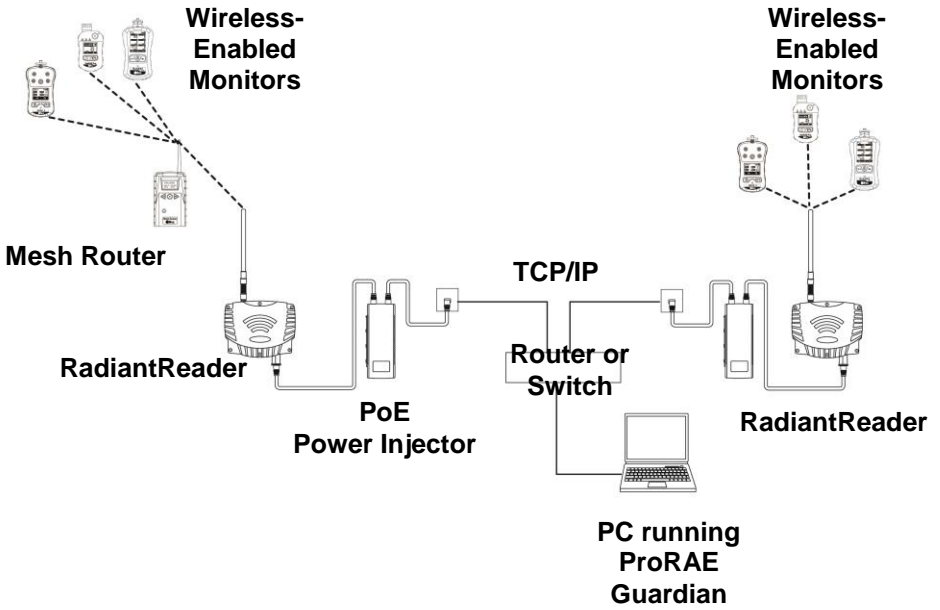 Wireless-
Enabled
Monitors
Wireless-
Enabled
Monitors
Mesh Router
TCP/IP
RadiantReader
Router or
Switch
PoE
Power Injector
RadiantReader
PC running
ProRAE
Guardian